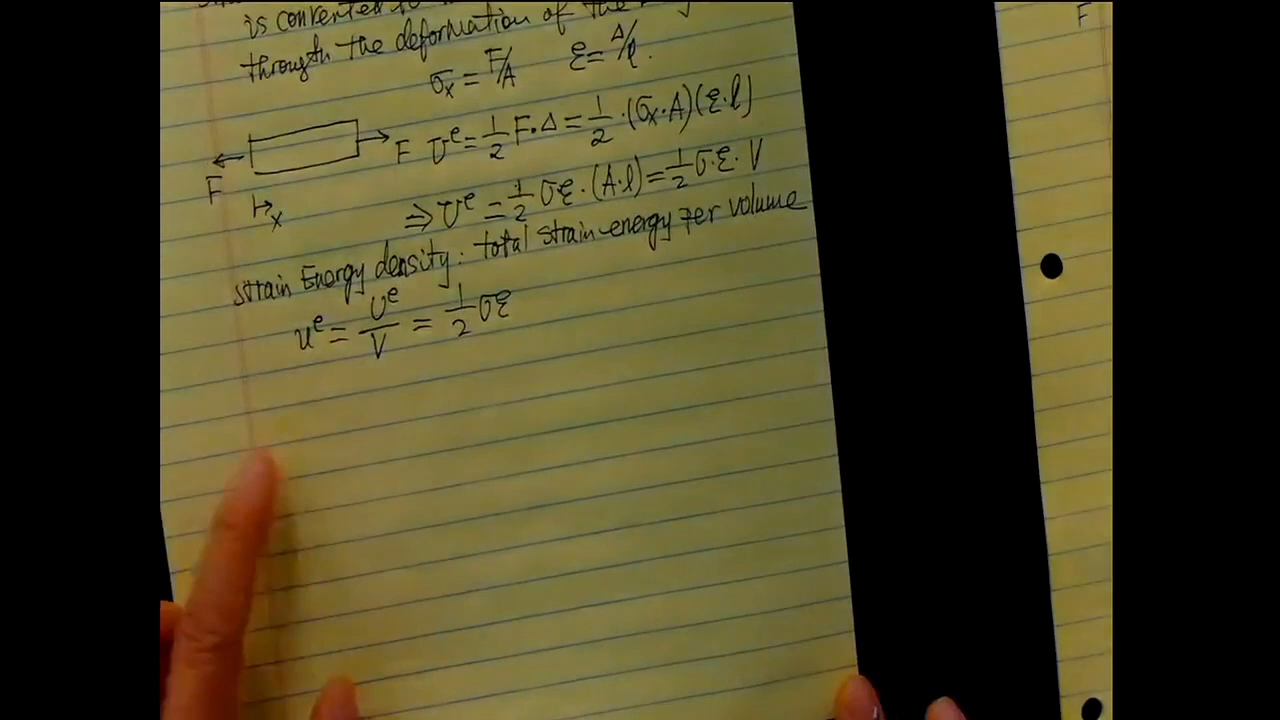 is converted to
through the deformation of the
σₓ = F/A ε = Δ/l.
F F Uᵉ = 1/2 F·Δ = 1/2 ·(σₓ·A)(ε·l)
x ⇒ Uᵉ = 1/2 σε·(A·l) = 1/2 σ·ε·V
Strain Energy density: total strain energy per volume
uᵉ = Uᵉ/V = 1/2 σε
F